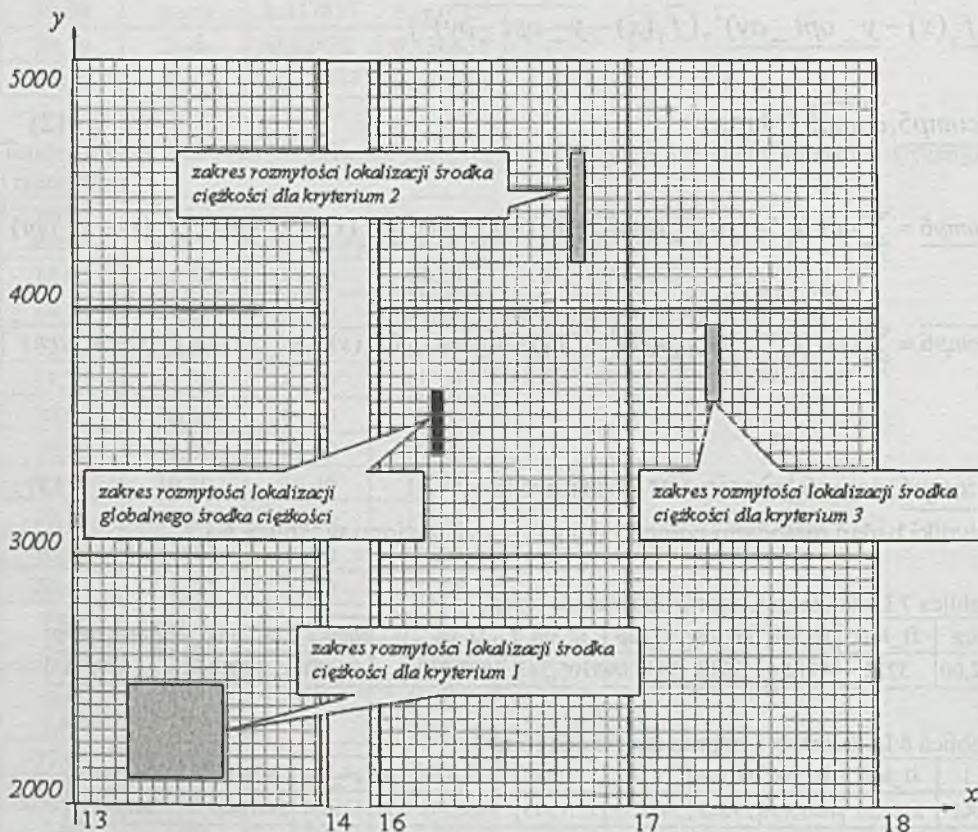 y
5000
zakres rozmytości lokalizacji środka
ciężkości dla kryterium 2
4000
zakres rozmytości lokalizacji
globalnego środka ciężkości
zakres rozmytości lokalizacji środka
ciężkości dla kryterium 3
3000
zakres rozmytości lokalizacji środka
ciężkości dla kryterium 1
2000
x
13 14 16 17 18